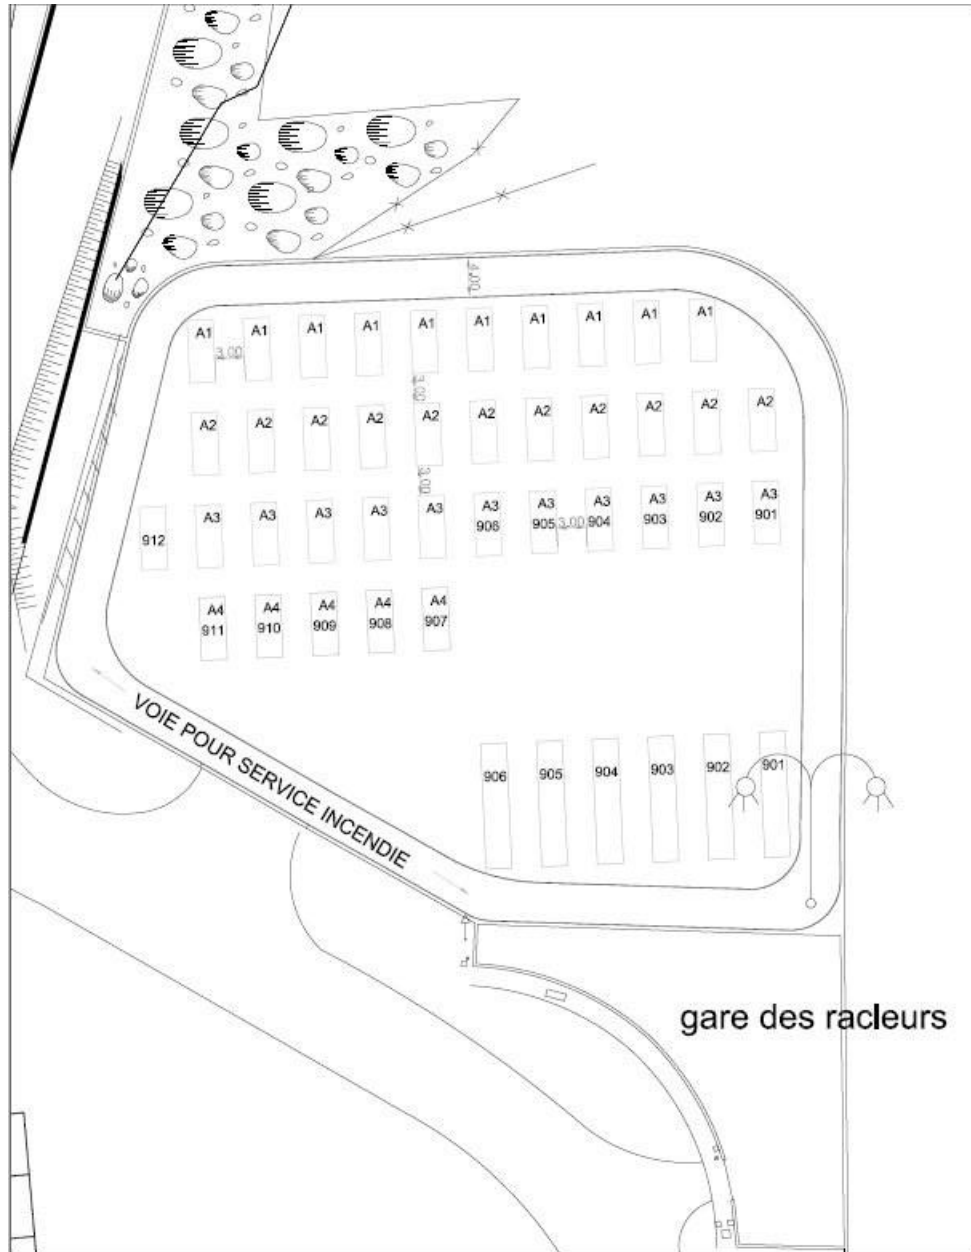 4.00
A1 A1 A1 A1 A1 A1 A1 A1 A1 A1
3.00
3.00
A2 A2 A2 A2 A2 A2 A2 A2 A2 A2 A2
3.00
A3 A3 A3 A3 A3 A3 A3 A3 A3 A3 A3
912 906 905 3.00 904 903 902 901
A4 A4 A4 A4 A4
911 910 909 908 907
VOIE POUR SERVICE INCENDIE
906 905 904 903 902 901
gare des racleurs